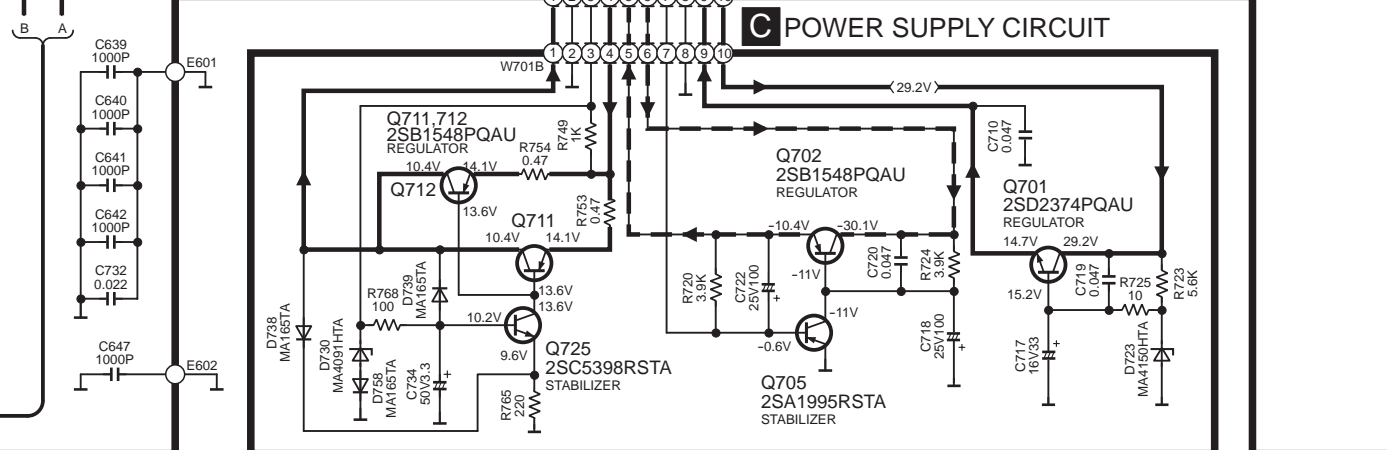 B A
C639
1000P
E601
C640
1000P
C641
1000P
C642
1000P
C732
0.022
C647
1000P
E602
C POWER SUPPLY CIRCUIT
1 2 3 4 5 6 7 8 9 10
W701B
29.2V
Q711,712
2SB1548PQAU
REGULATOR
10.4V
14.1V
R754
0.47
R749
1K
Q712
13.6V
R753
0.47
Q711
10.4V
14.1V
13.6V
13.6V
D739
MA165TA
R768
100
10.2V
9.6V
D738
MA165TA
D730
MA4091HTA
D758
MA165TA
C734
50V3.3
Q725
2SC5398RSTA
STABILIZER
R765
220
Q702
2SB1548PQAU
REGULATOR
–10.4V
–30.1V
–11V
R720
3.9K
C722
25V100
C720
0.047
R724
3.9K
–11V
–0.6V
C718
25V100
Q705
2SA1995RSTA
STABILIZER
C710
0.047
Q701
2SD2374PQAU
REGULATOR
14.7V
29.2V
15.2V
C719
0.047
R725
10
R723
5.6K
C717
16V33
D723
MA4150HTA